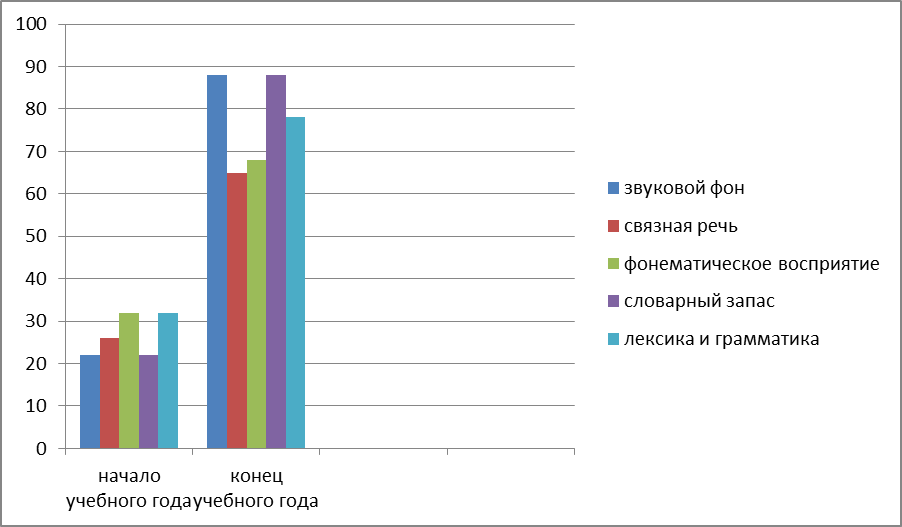 100
90
80
70
60
50
40
30
20
10
0
начало
учебного года
конец
учебного года
звуковой фон
связная речь
фонематическое восприятие
словарный запас
лексика и грамматика